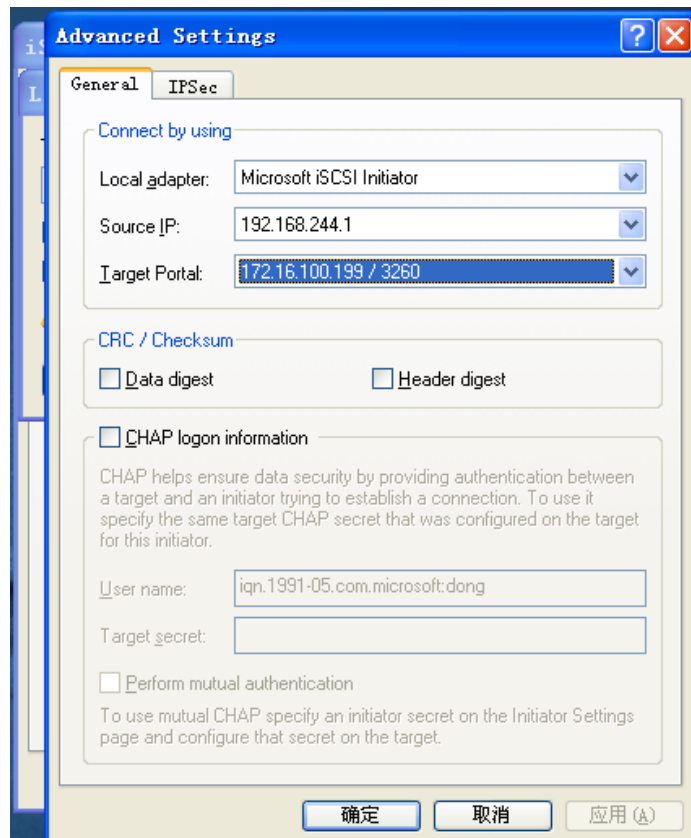 Advanced Settings
General
IPSec
Connect by using
Local adapter:
Microsoft iSCSI Initiator
Source IP:
192.168.244.1
Target Portal:
172.16.100.199 / 3260
CRC / Checksum
Data digest
Header digest
CHAP logon information
CHAP helps ensure data security by providing authentication between
a target and an initiator trying to establish a connection. To use it
specify the same target CHAP secret that was configured on the target
for this initiator.
User name:
iqn.1991-05.com.microsoft:dong
Target secret:
Perform mutual authentication
To use mutual CHAP specify an initiator secret on the Initiator Settings
page and configure that secret on the target.
确定
取消
应用(A)